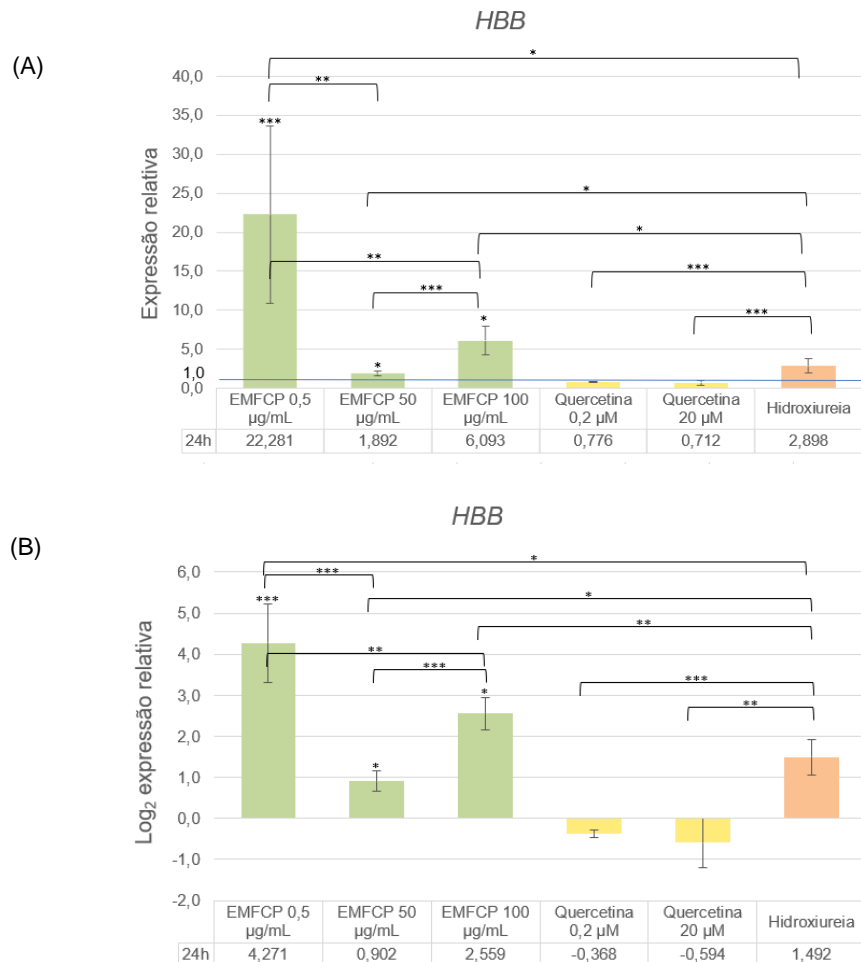 HBB
(A)
*
40,0
**
35,0
***
30,0
25,0
*
20,0
*
**
***
15,0
***
***
10,0
*
5,0
*
1,0
0,0
Expressão relativa
EMFCP 0,5 µg/mL
EMFCP 50 µg/mL
EMFCP 100 µg/mL
Quercetina 0,2 µM
Quercetina 20 µM
Hidroxiureia
24h 22,281 1,892 6,093 0,776 0,712 2,898
HBB
(B)
*
6,0
***
***
*
5,0
**
**
4,0
***
***
*
3,0
**
2,0
*
1,0
0,0
-1,0
-2,0
Log2 expressão relativa
EMFCP 0,5 µg/mL
EMFCP 50 µg/mL
EMFCP 100 µg/mL
Quercetina 0,2 µM
Quercetina 20 µM
Hidroxiureia
24h 4,271 0,902 2,559 -0,368 -0,594 1,492